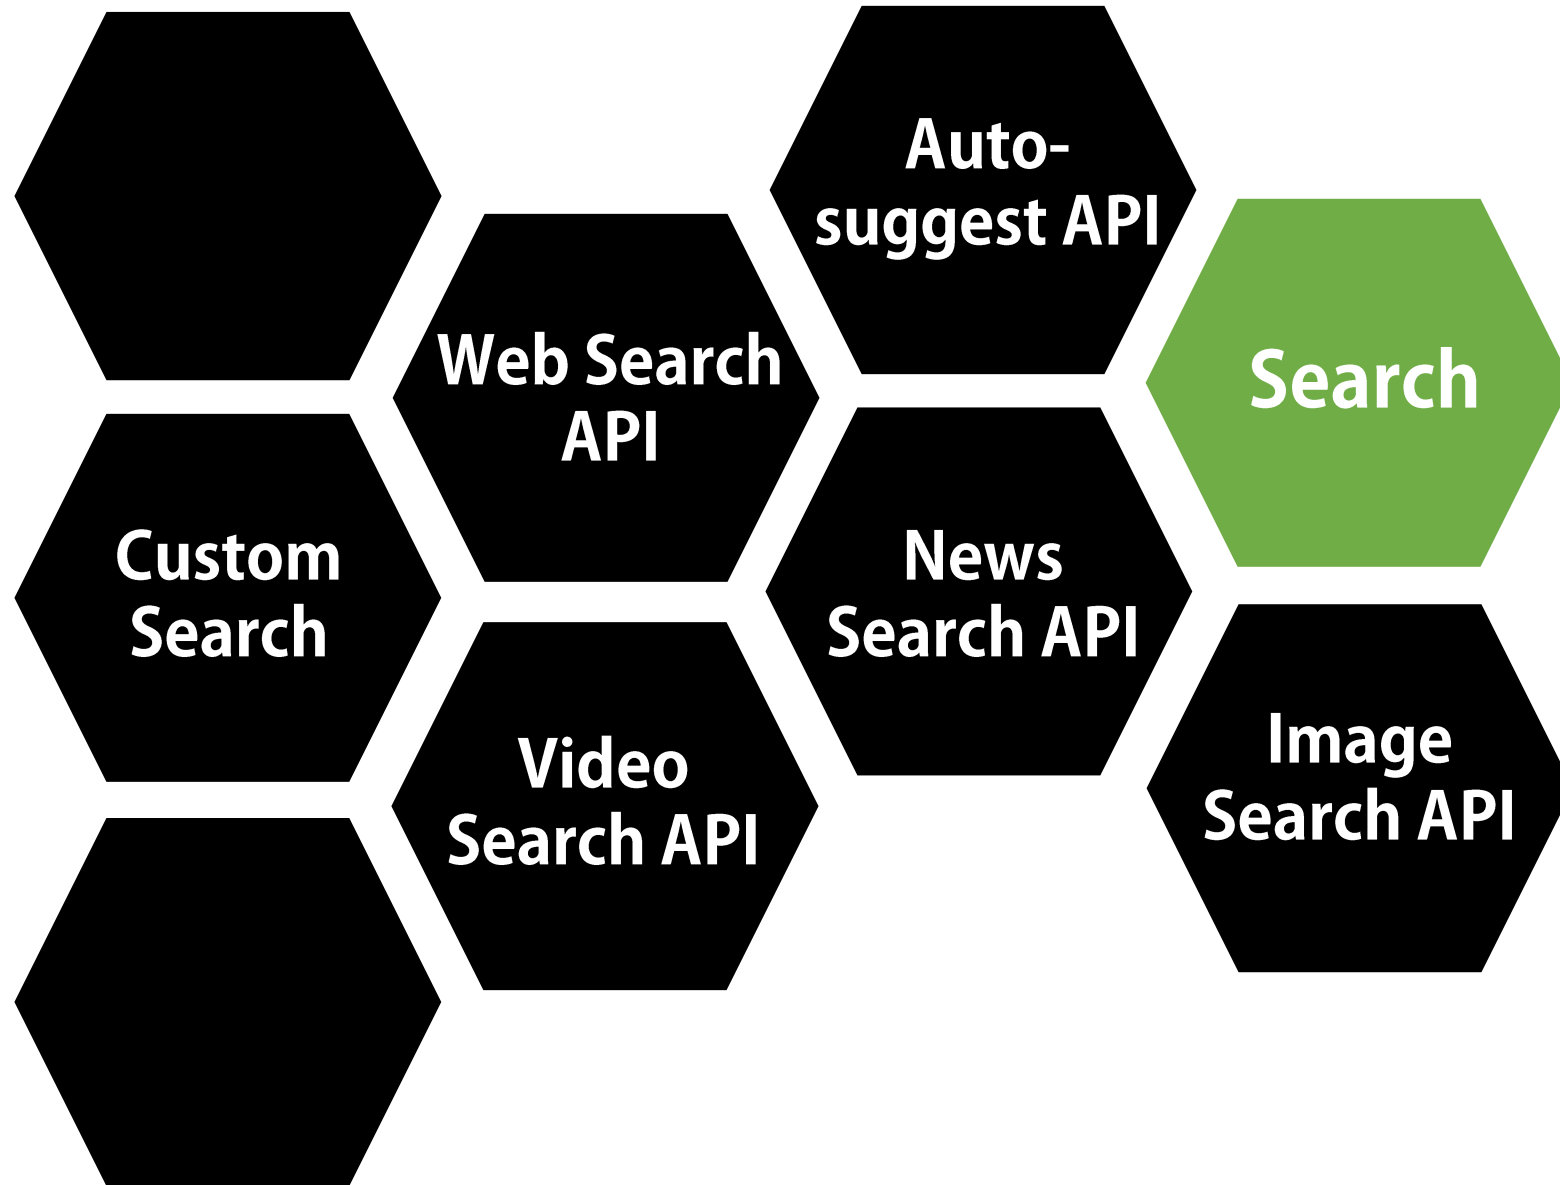 Auto-
suggest API
Web Search
API
Search
Custom
Search
News
Search API
Video
Search API
Image
Search API